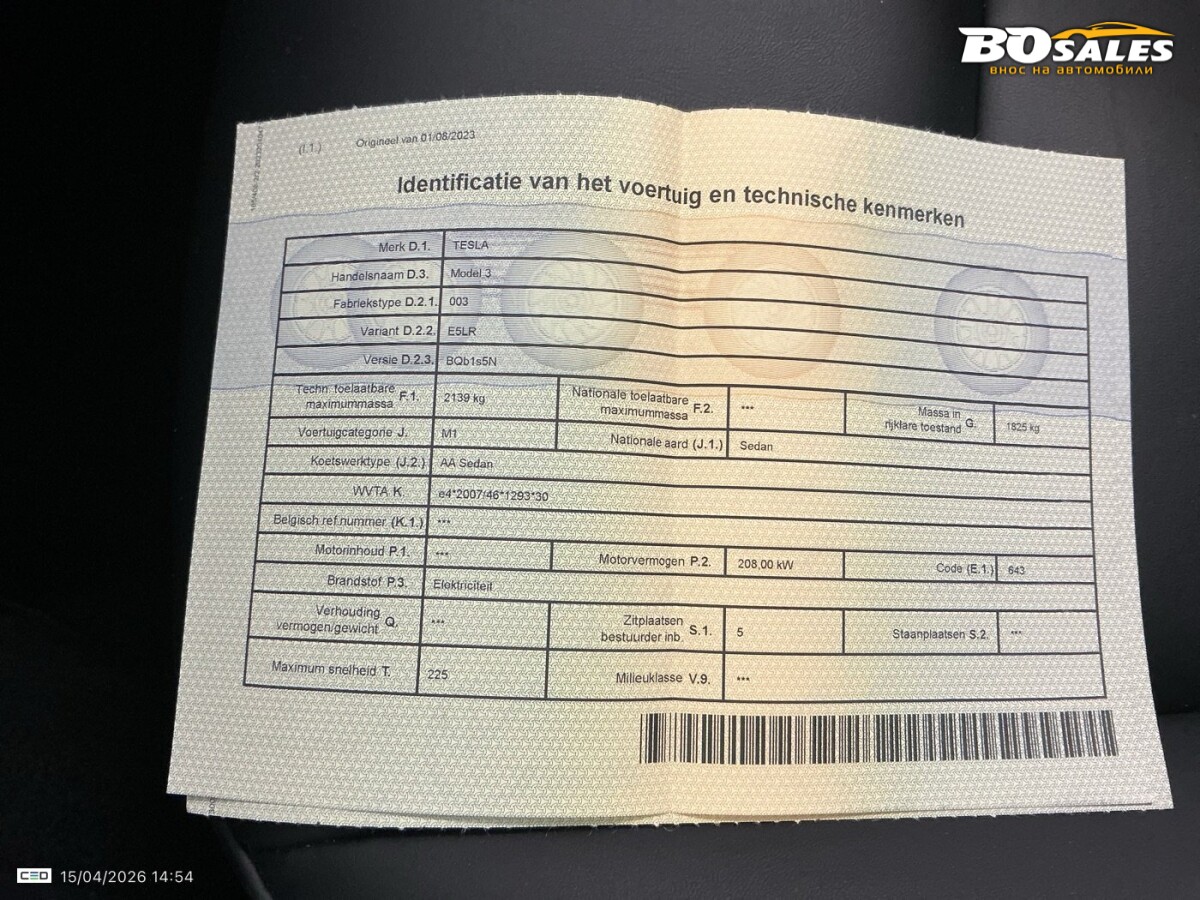 BOSALES
внос на автомобили
(I.1.)
Origineel van 01/08/2023
Identificatie van het voertuig en technische kenmerken
Merk D.1. TESLA
Handelsnaam D.3. Model 3
Fabriekstype D.2.1. 003
Variant D.2.2. E5LR
Versie D.2.3. BQb1s5N
Techn. toelaatbare maximummassa F.1. 2139 kg Nationale toelaatbare maximummassa F.2. *** Massa in rijklare toestand G. 1825 kg
Voertuigcategorie J. M1 Nationale aard (J.1.) Sedan
Koetswerktype (J.2.) AA Sedan
WVTA K. e4*2007/46*1293*30
Belgisch ref.nummer (K.1.) ***
Motorinhoud P.1. *** Motorvermogen P.2. 208,00 kW Code (E.1.) 643
Brandstof P.3. Elektriciteit
Verhouding vermogen/gewicht Q. *** Zitplaatsen bestuurder inb. S.1. 5 Staanplaatsen S.2. ***
Maximum snelheid T. 225 Milieuklasse V.9. ***
CEO 15/04/2026 14:54